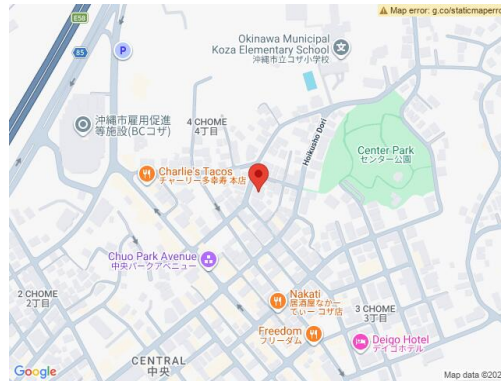 Map error: g.co/staticmaperro
E58
85
P
Okinawa Municipal
Koza Elementary School
沖縄市立コザ小学校
沖縄市雇用促進
等施設(BCコザ)
4 CHOME
4丁目
Hoikusho Dori
Center Park
センター公園
Charlie's Tacos
チャーリー多幸寿 本店
Chuo Park Avenue
中央パークアベニュー
2 CHOME
2丁目
Nakati
居酒屋なかー
てぃー コザ店
3 CHOME
3丁目
Freedom
フリーダム
Deigo Hotel
デイゴホテル
CENTRAL
中央
Google
Map data ©202